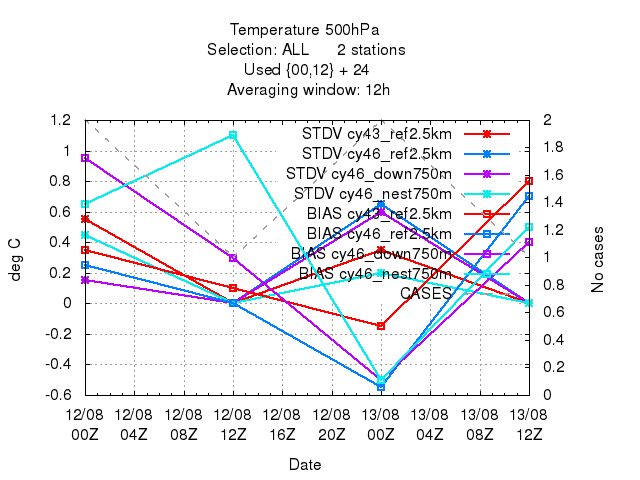 Temperature 500hPa
Selection: ALL 2 stations
Used {00,12} + 24
Averaging window: 12h
deg C
1.2
1
0.8
0.6
0.4
0.2
0
-0.2
-0.4
-0.6
STDV cy43_ref2.5km
STDV cy46_ref2.5km
STDV cy46_down750m
STDV cy46_nest750m
BIAS cy43_ref2.5km
BIAS cy46_ref2.5km
BIAS cy46_down750m
BIAS cy46_nest750m
CASES
2
1.8
1.6
1.4
1.2
1
0.8
0.6
0.4
0.2
0
No cases
12/08 12/08 12/08 12/08 12/08 12/08 13/08 13/08 13/08 13/08
00Z 04Z 08Z 12Z 16Z 20Z 00Z 04Z 08Z 12Z
Date